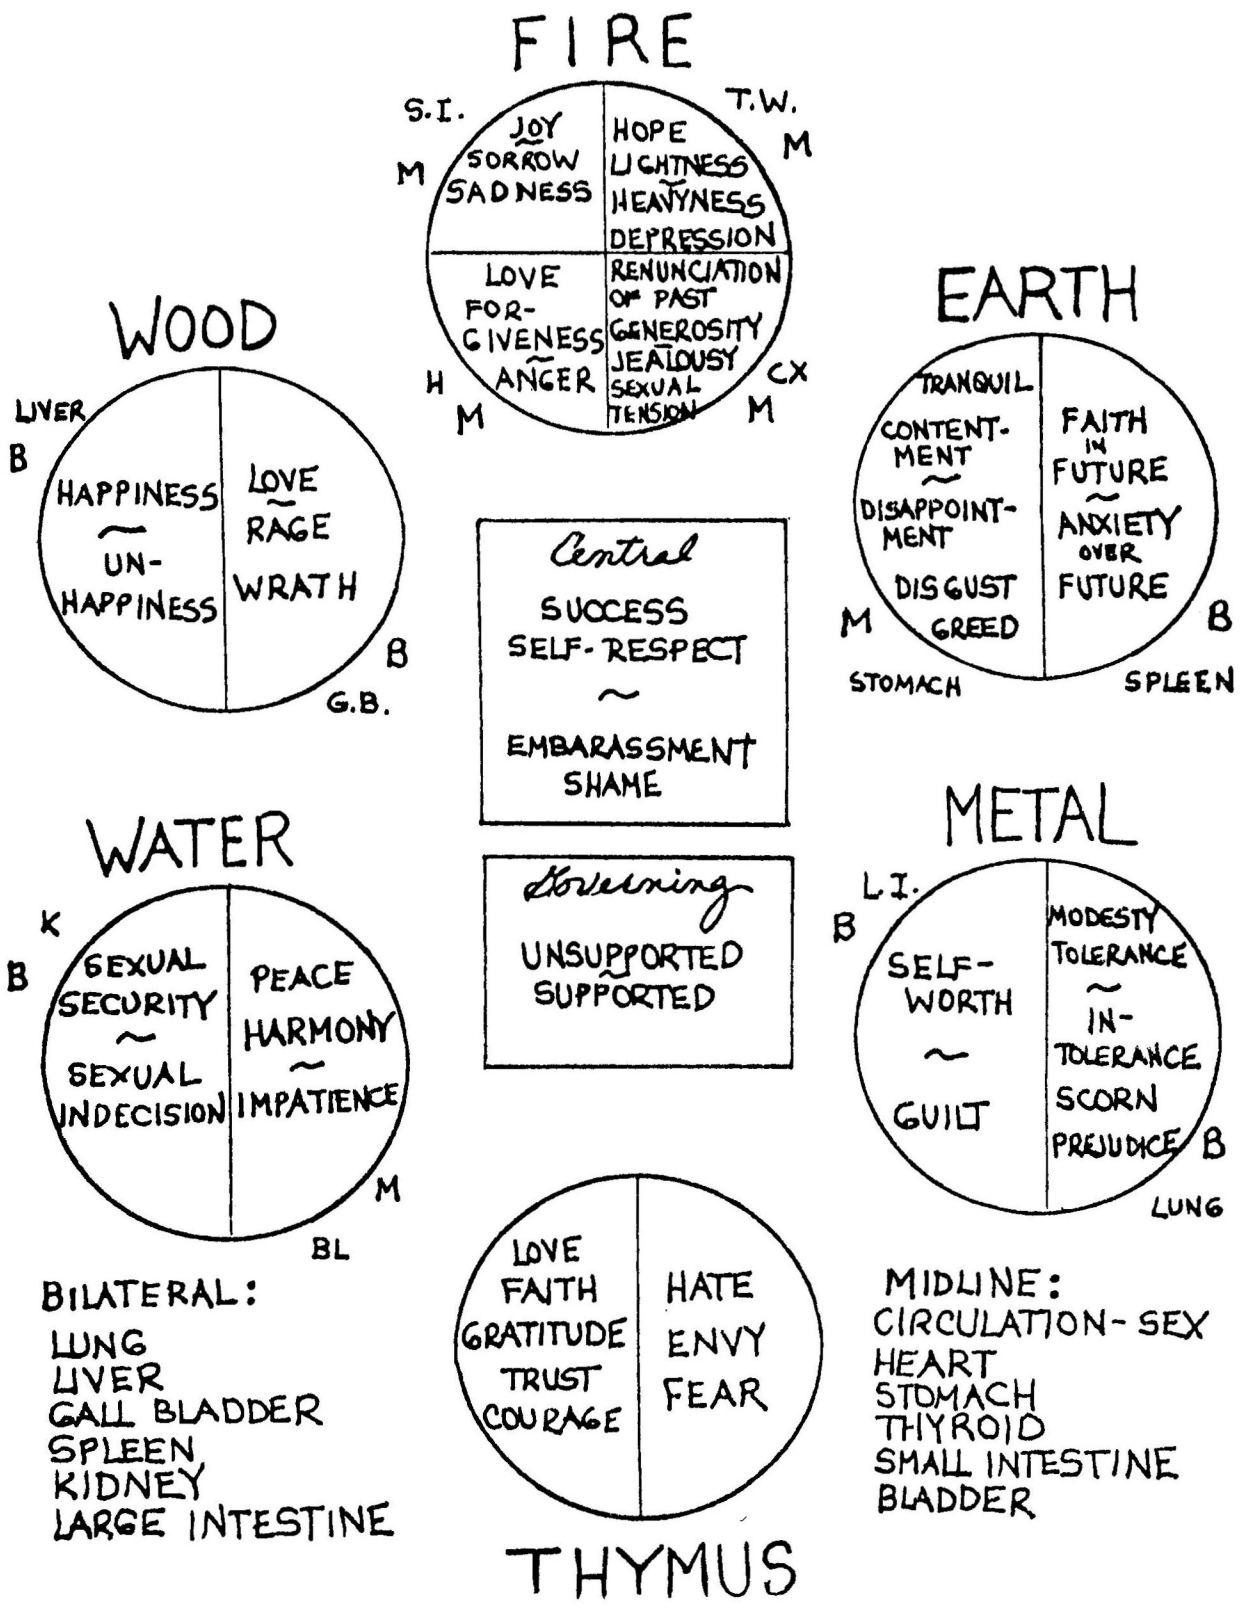 FIRE
S.I.
M
JOY
~
SORROW
SADNESS
T.W.
M
HOPE
LIGHTNESS
~
HEAVYNESS
DEPRESSION
LOVE
FOR-
GIVENESS
~
ANGER
H
M
RENUNCIATION
OF PAST
GENEROSITY
~
JEALOUSY
SEXUAL
TENSION
CX
M
WOOD
LIVER
B
HAPPINESS
~
UN-
HAPPINESS
LOVE
~
RAGE
WRATH
B
G.B.
EARTH
TRANQUIL
CONTENT-
MENT
~
DISAPPOINT-
MENT
DISGUST
GREED
M
STOMACH
FAITH
IN
FUTURE
~
ANXIETY
OVER
FUTURE
B
SPLEEN
Central
SUCCESS
SELF-RESPECT
~
EMBARASSMENT
SHAME
Governing
UNSUPPORTED
~
SUPPORTED
WATER
K
B
SEXUAL
SECURITY
~
SEXUAL
INDECISION
PEACE
HARMONY
~
IMPATIENCE
M
BL
METAL
L.I.
B
SELF-
WORTH
~
GUILT
MODESTY
TOLERANCE
~
IN-
TOLERANCE
SCORN
PREJUDICE
B
LUNG
BILATERAL:
LUNG
LIVER
GALL BLADDER
SPLEEN
KIDNEY
LARGE INTESTINE
LOVE
FAITH
GRATITUDE
TRUST
COURAGE
HATE
ENVY
FEAR
THYMUS
MIDLINE:
CIRCULATION-SEX
HEART
STOMACH
THYROID
SMALL INTESTINE
BLADDER